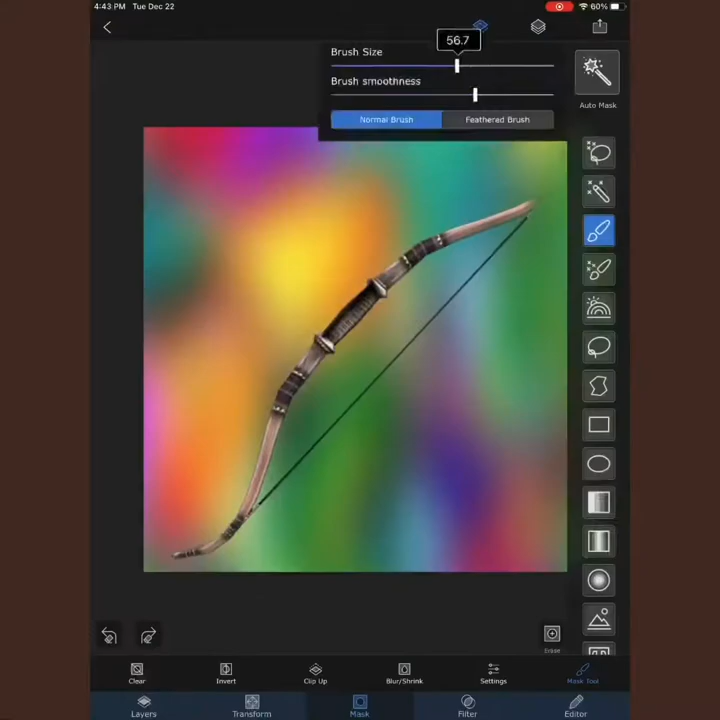 4:43 PM Tue Dec 22
60%
56.7
Brush Size
Brush smoothness
Normal Brush
Feathered Brush
Auto Mask
Erase
Clear
Invert
Clip Up
Blur/Shrink
Settings
Mask Tool
Layers
Transform
Mask
Filter
Editor